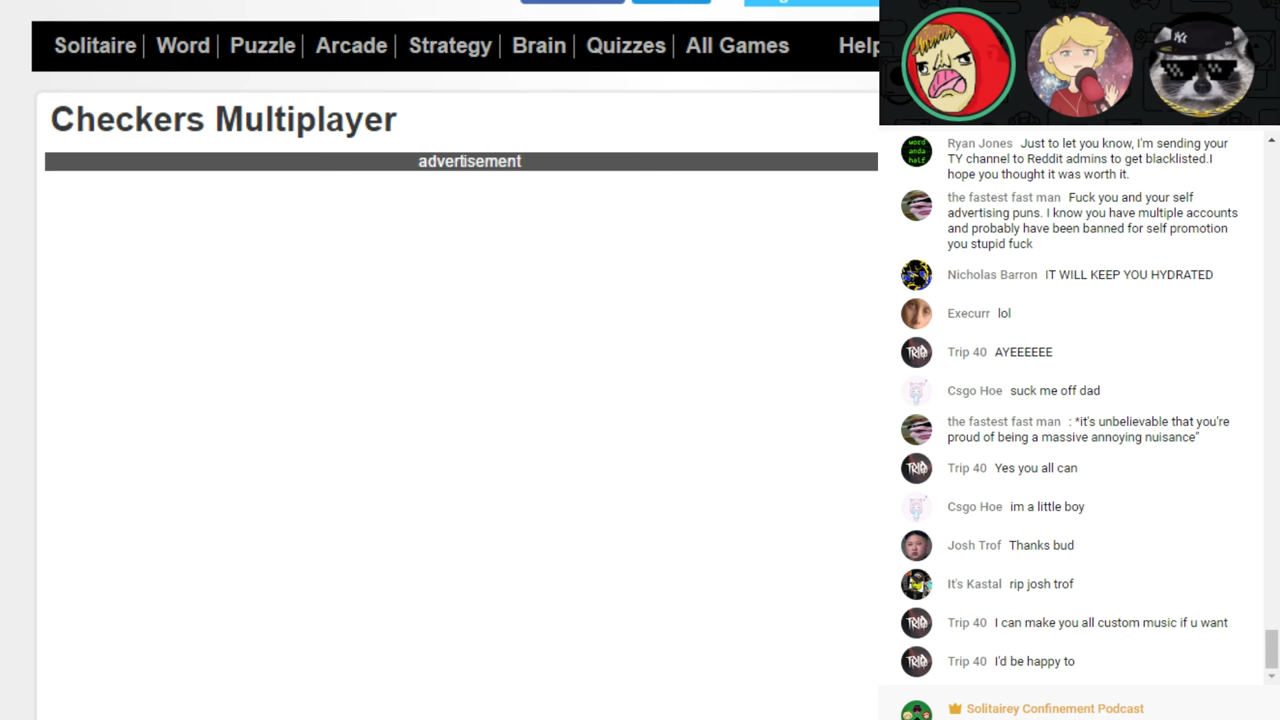 Solitaire Word Puzzle Arcade Strategy Brain Quizzes All Games Help
Checkers Multiplayer
advertisement
Ryan Jones Just to let you know, I'm sending your
TY channel to Reddit admins to get blacklisted.I
hope you thought it was worth it.
the fastest fast man Fuck you and your self
advertising puns. I know you have multiple accounts
and probably have been banned for self promotion
you stupid fuck
Nicholas Barron IT WILL KEEP YOU HYDRATED
Execurr lol
Trip 40 AYEEEEEE
Csgo Hoe suck me off dad
the fastest fast man : *it's unbelievable that you're
proud of being a massive annoying nuisance"
Trip 40 Yes you all can
Csgo Hoe im a little boy
Josh Trof Thanks bud
It's Kastal rip josh trof
Trip 40 I can make you all custom music if u want
Trip 40 I'd be happy to
Solitairey Confinement Podcast
word
anda
half